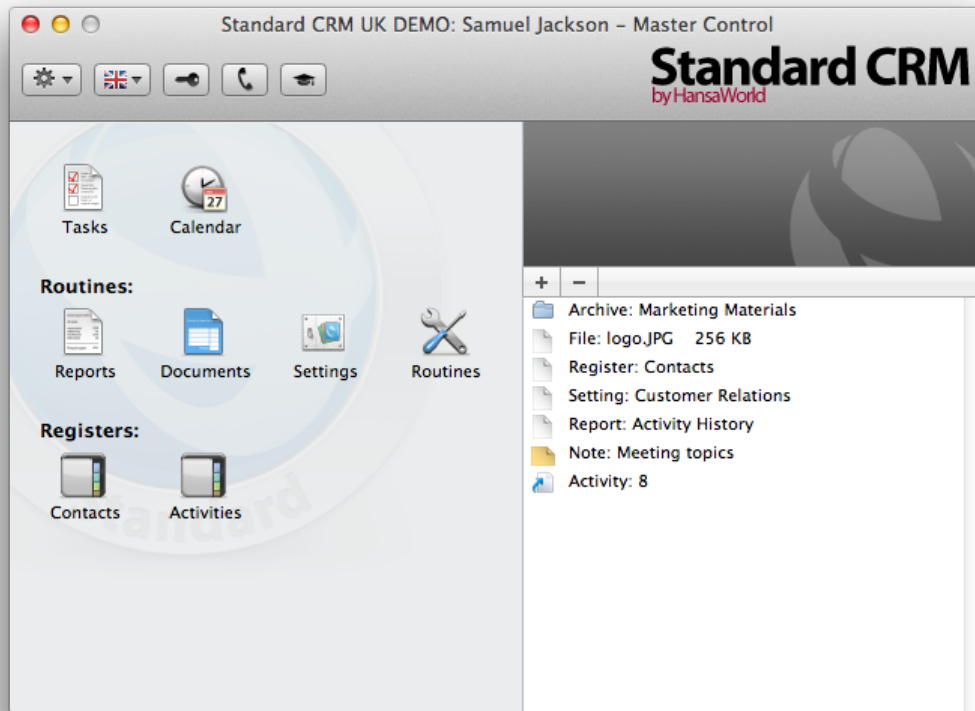 Standard CRM UK DEMO: Samuel Jackson – Master Control
Standard CRM
by HansaWorld
27
Tasks
Calendar
Routines:
Reports
Documents
Settings
Routines
Registers:
Contacts
Activities
Standard
Archive: Marketing Materials
File: logo.JPG 256 KB
Register: Contacts
Setting: Customer Relations
Report: Activity History
Note: Meeting topics
Activity: 8